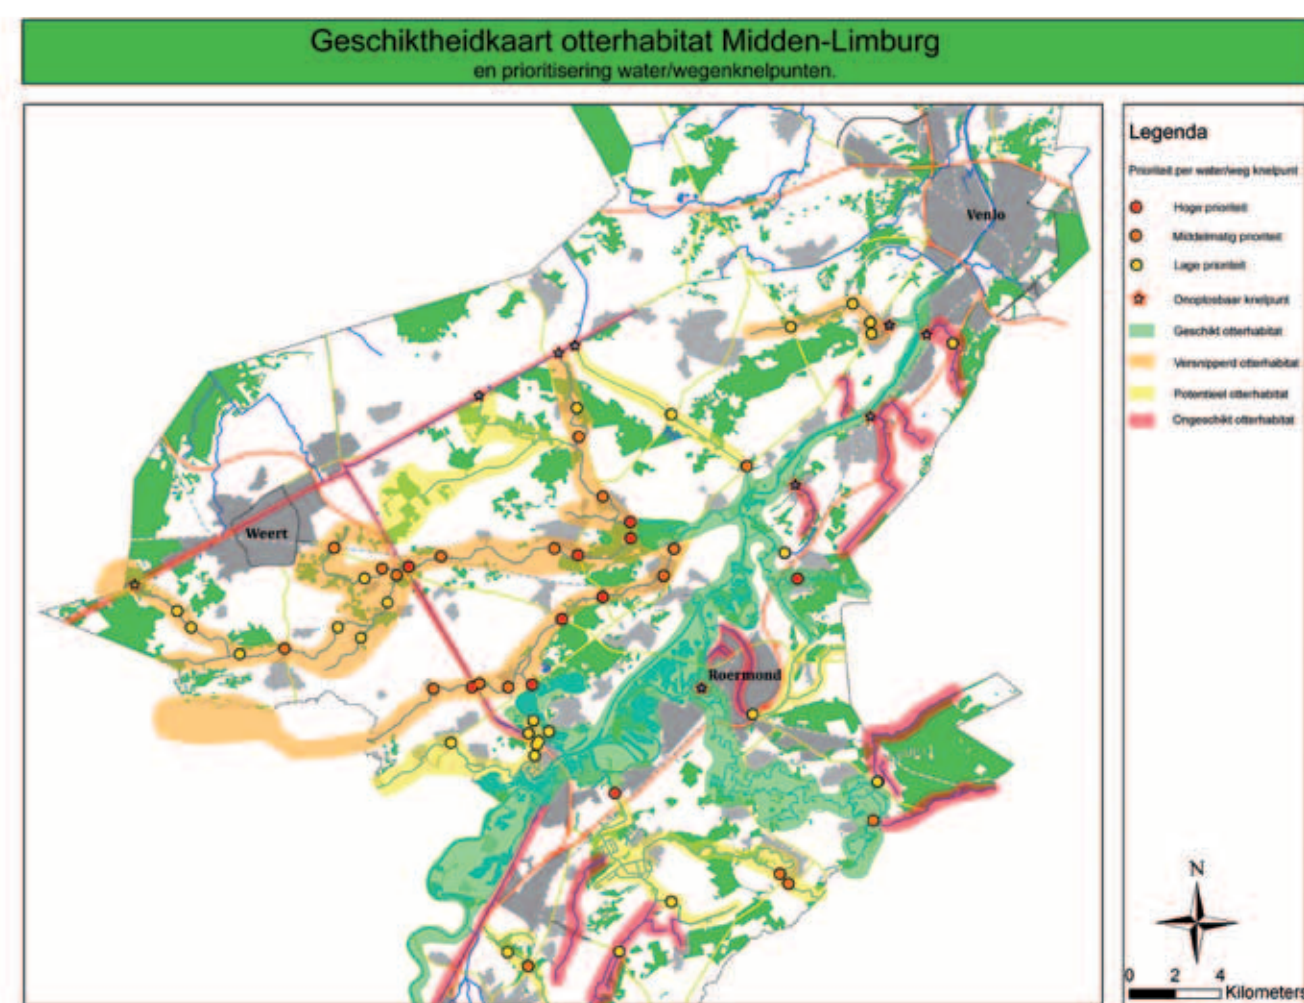 Geschiktheidkaart otterhabitat Midden-Limburg
en prioritisering water/wegenknelpunten.
Legenda
Prioriteit per water/weg knelpunt
Hoge prioriteit
Middelmatig prioriteit
Lage prioriteit
Onoplosbaar knelpunt
Geschikt otterhabitat
Versnipperd otterhabitat
Potentieel otterhabitat
Ongeschikt otterhabitat
Venlo
Weert
Roermond
N
0 2 4
Kilometers